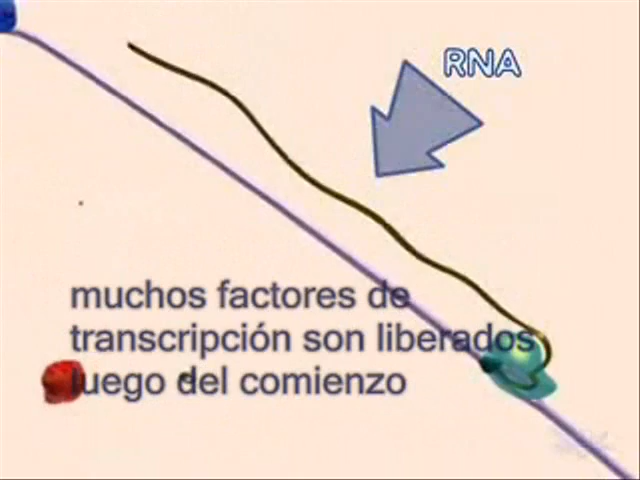 RNA
muchos factores de
transcripción son liberados
luego del comienzo